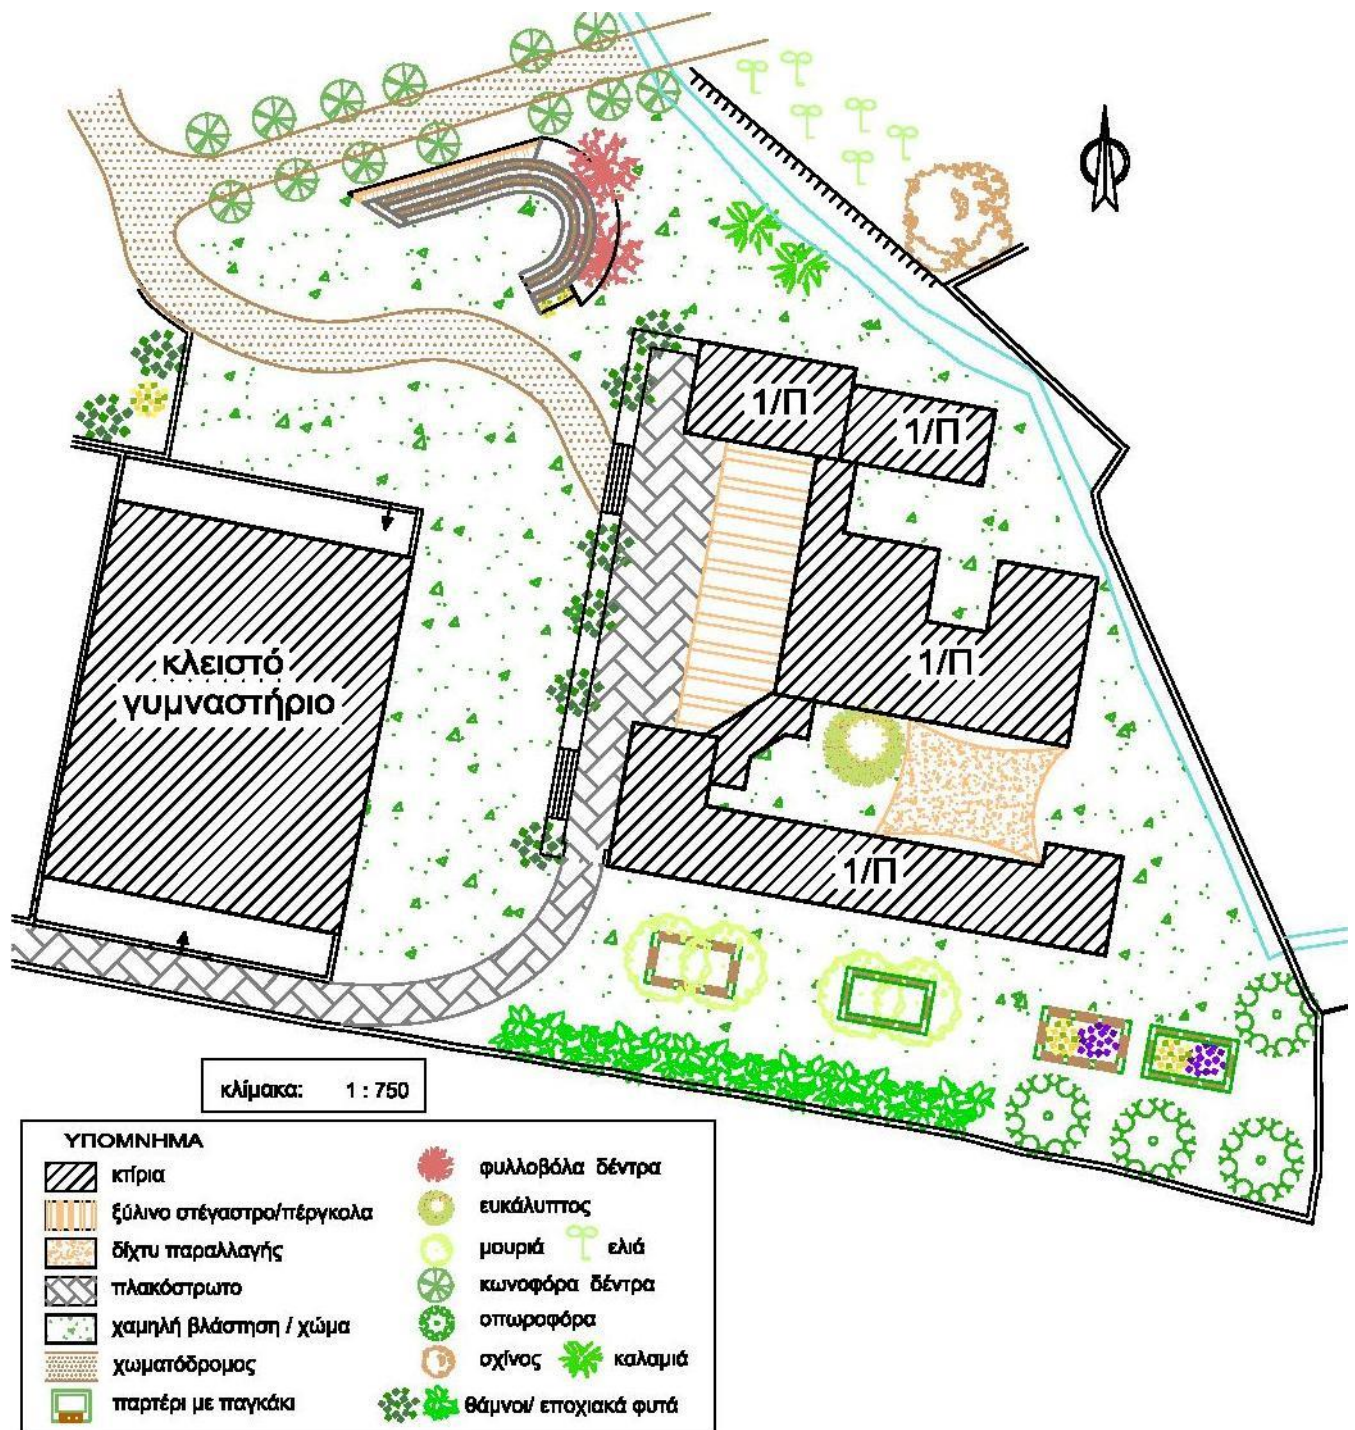 1/Π
1/Π
κλειστό
γυμναστήριο
1/Π
1/Π
κλίμακα: 1 : 750
ΥΠΟΜΝΗΜΑ
κτίρια
ξύλινο στέγαστρο/πέργκολα
δίχτυ παραλλαγής
πλακόστρωτο
χαμηλή βλάστηση / χώμα
χωματόδρομος
παρτέρι με παγκάκι
φυλλοβόλα δέντρα
ευκάλυπτος
μουριά ελιά
κωνοφόρα δέντρα
οπωροφόρα
σχίνος καλαμιά
θάμνοι/ εποχιακά φυτά